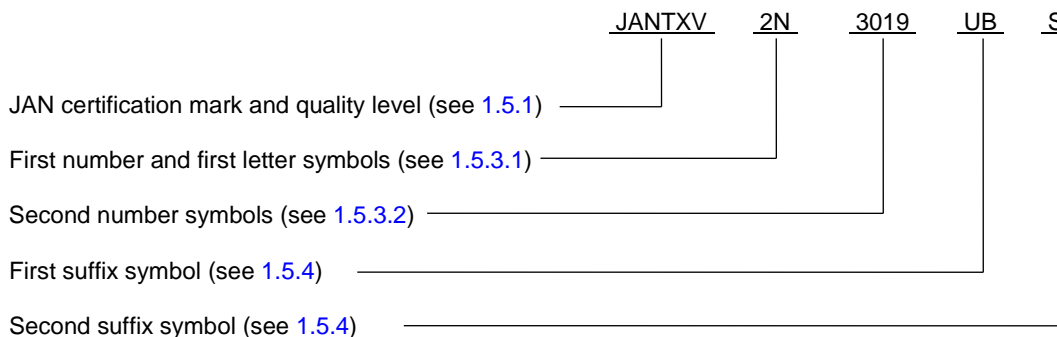 JANTXV 2N 3019 UB
JAN certification mark and quality level (see 1.5.1)
First number and first letter symbols (see 1.5.3.1)
Second number symbols (see 1.5.3.2)
First suffix symbol (see 1.5.4)
Second suffix symbol (see 1.5.4)